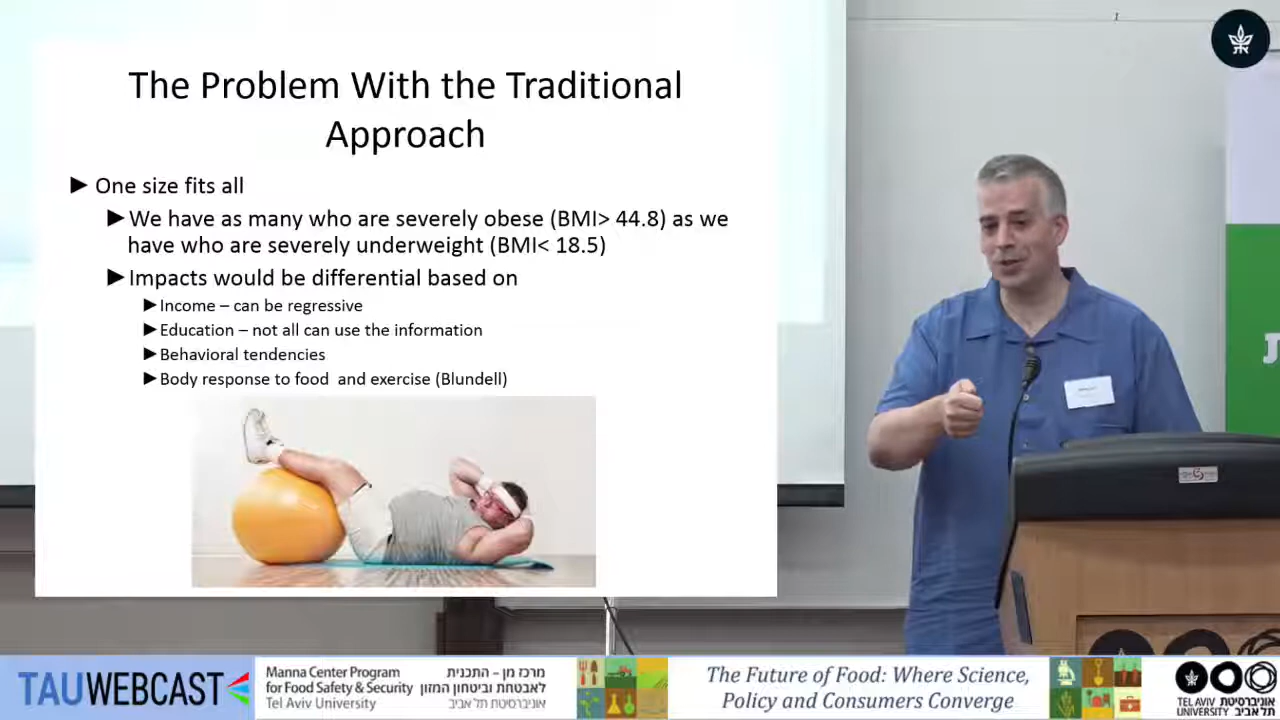 The Problem With the Traditional
Approach
► One size fits all
►We have as many who are severely obese (BMI> 44.8) as we
have who are severely underweight (BMI< 18.5)
►Impacts would be differential based on
►Income – can be regressive
►Education – not all can use the information
►Behavioral tendencies
►Body response to food and exercise (Blundell)
TAUWEBCAST
Manna Center Program
for Food Safety & Security
Tel Aviv University
מרכז מן – התכנית
לאבטחת וביטחון המזון
אוניברסיטת תל אביב
The Future of Food: Where Science,
Policy and Consumers Converge
TEL AVIV אוניברסיטת
UNIVERSITY תל אביב